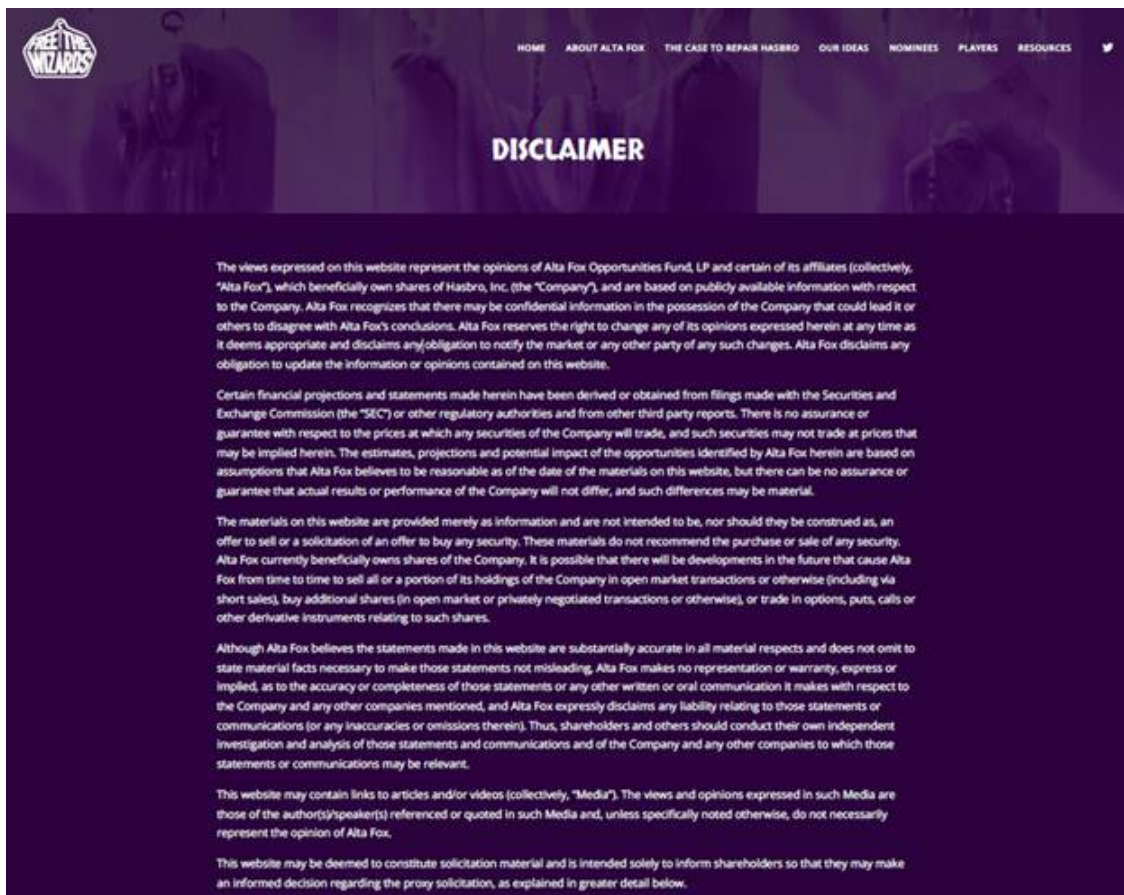 FREE THE
WIZARDS
HOME ABOUT ALTA FOX THE CASE TO REPAIR HASBRO OUR IDEAS NOMINEES PLAYERS RESOURCES
DISCLAIMER
The views expressed on this website represent the opinions of Alta Fox Opportunities Fund, LP and certain of its affiliates (collectively,
"Alta Fox"), which beneficially own shares of Hasbro, Inc. (the "Company"), and are based on publicly available information with respect
to the Company. Alta Fox recognizes that there may be confidential information in the possession of the Company that could lead it or
others to disagree with Alta Fox's conclusions. Alta Fox reserves the right to change any of its opinions expressed herein at any time as
it deems appropriate and disclaims any obligation to notify the market or any other party of any such changes. Alta Fox disclaims any
obligation to update the information or opinions contained on this website.
Certain financial projections and statements made herein have been derived or obtained from filings made with the Securities and
Exchange Commission (the "SEC") or other regulatory authorities and from other third party reports. There is no assurance or
guarantee with respect to the prices at which any securities of the Company will trade, and such securities may not trade at prices that
may be implied herein. The estimates, projections and potential impact of the opportunities identified by Alta Fox herein are based on
assumptions that Alta Fox believes to be reasonable as of the date of the materials on this website, but there can be no assurance or
guarantee that actual results or performance of the Company will not differ, and such differences may be material.
The materials on this website are provided merely as information and are not intended to be, nor should they be construed as, an
offer to sell or a solicitation of an offer to buy any security. These materials do not recommend the purchase or sale of any security.
Alta Fox currently beneficially owns shares of the Company. It is possible that there will be developments in the future that cause Alta
Fox from time to time to sell all or a portion of its holdings of the Company in open market transactions or otherwise (including via
short sales), buy additional shares (in open market or privately negotiated transactions or otherwise), or trade in options, puts, calls or
other derivative instruments relating to such shares.
Although Alta Fox believes the statements made in this website are substantially accurate in all material respects and does not omit to
state material facts necessary to make those statements not misleading, Alta Fox makes no representation or warranty, express or
implied, as to the accuracy or completeness of those statements or any other written or oral communication it makes with respect to
the Company and any other companies mentioned, and Alta Fox expressly disclaims any liability relating to those statements or
communications (or any inaccuracies or omissions therein). Thus, shareholders and others should conduct their own independent
investigation and analysis of those statements and communications and of the Company and any other companies to which those
statements or communications may be relevant.
This website may contain links to articles and/or videos (collectively, "Media"). The views and opinions expressed in such Media are
those of the author(s)/speaker(s) referenced or quoted in such Media and, unless specifically noted otherwise, do not necessarily
represent the opinion of Alta Fox.
This website may be deemed to constitute solicitation material and is intended solely to inform shareholders so that they may make
an informed decision regarding the proxy solicitation, as explained in greater detail below.